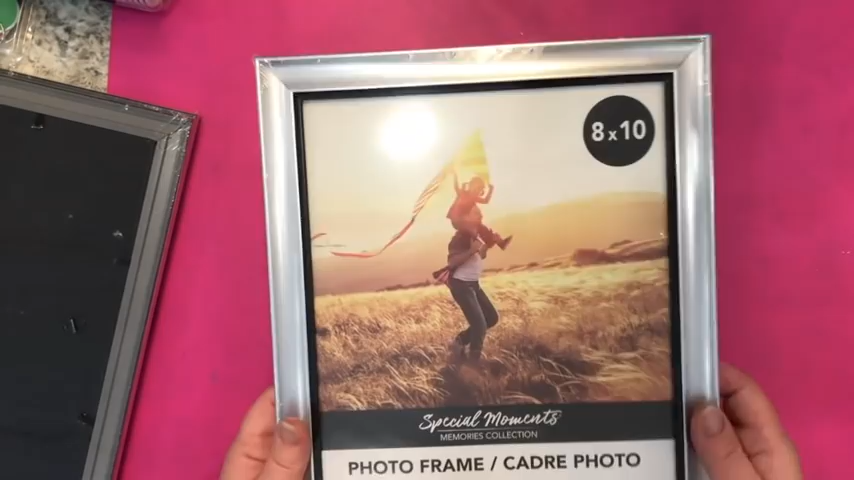 8x10
Special Moments
MEMORIES COLLECTION
PHOTO FRAME / CADRE PHOTO